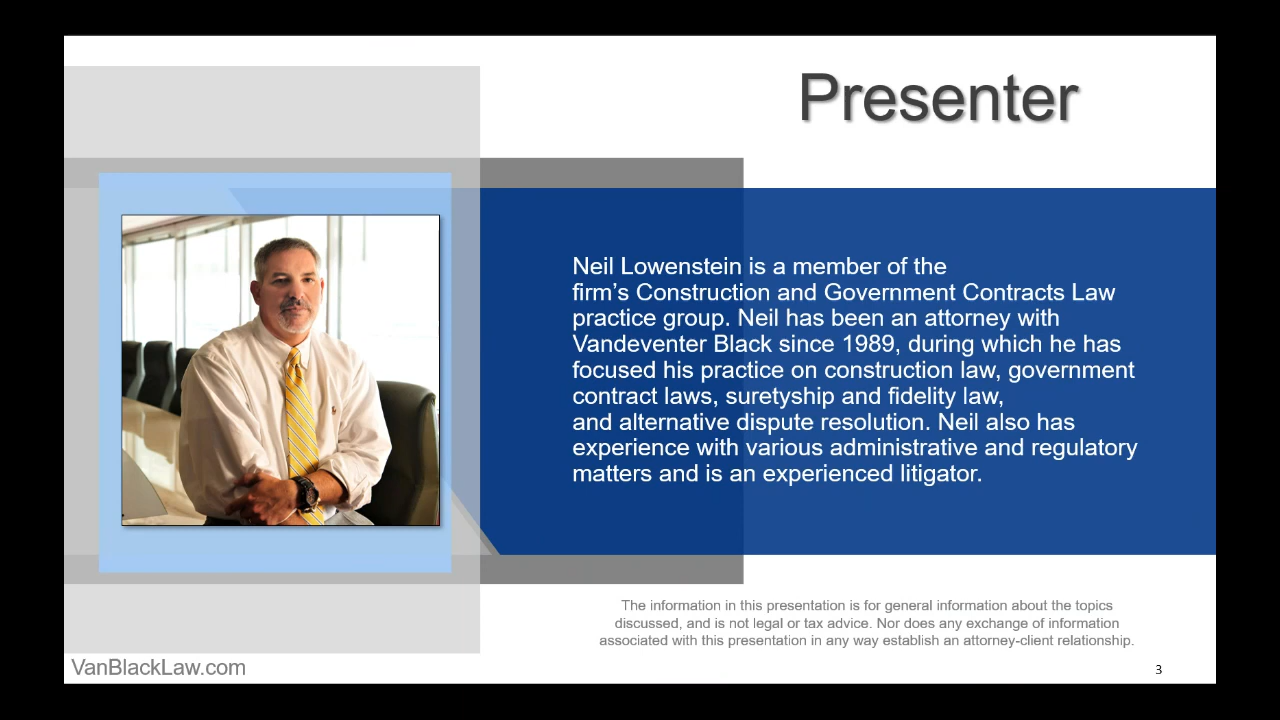 Presenter
Neil Lowenstein is a member of the
firm’s Construction and Government Contracts Law
practice group. Neil has been an attorney with
Vandeventer Black since 1989, during which he has
focused his practice on construction law, government
contract laws, suretyship and fidelity law,
and alternative dispute resolution. Neil also has
experience with various administrative and regulatory
matters and is an experienced litigator.
The information in this presentation is for general information about the topics
discussed, and is not legal or tax advice. Nor does any exchange of information
associated with this presentation in any way establish an attorney-client relationship.
VanBlackLaw.com
3